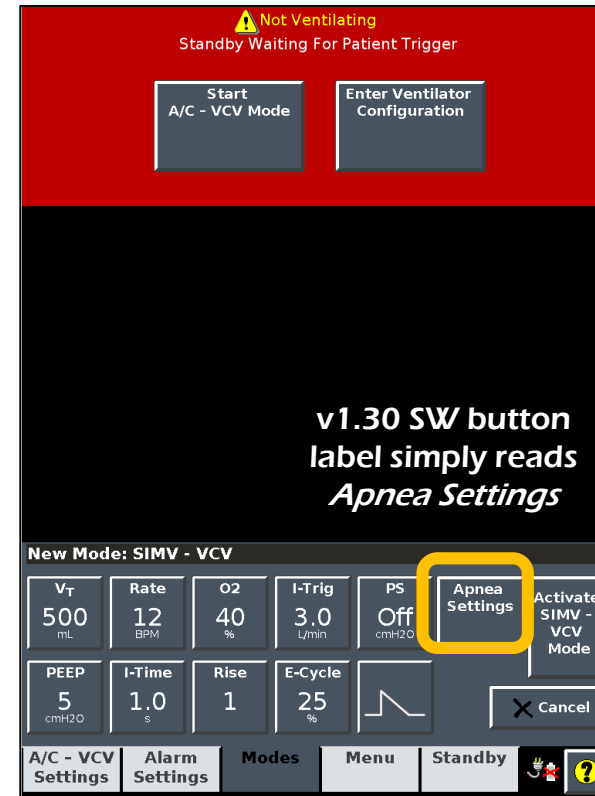 Not Ventilating
Standby Waiting For Patient Trigger
Start
A/C - VCV Mode
Enter Ventilator
Configuration
v1.30 SW button
label simply reads
Apnea Settings
New Mode: SIMV - VCV
VT
500
mL
Rate
12
BPM
O2
40
%
I-Trig
3.0
L/min
PS
Off
cmH2O
Apnea
Settings
Activate
SIMV -
VCV
Mode
PEEP
5
cmH2O
I-Time
1.0
s
Rise
1
E-Cycle
25
%
Cancel
A/C - VCV
Settings
Alarm
Settings
Modes
Menu
Standby
?